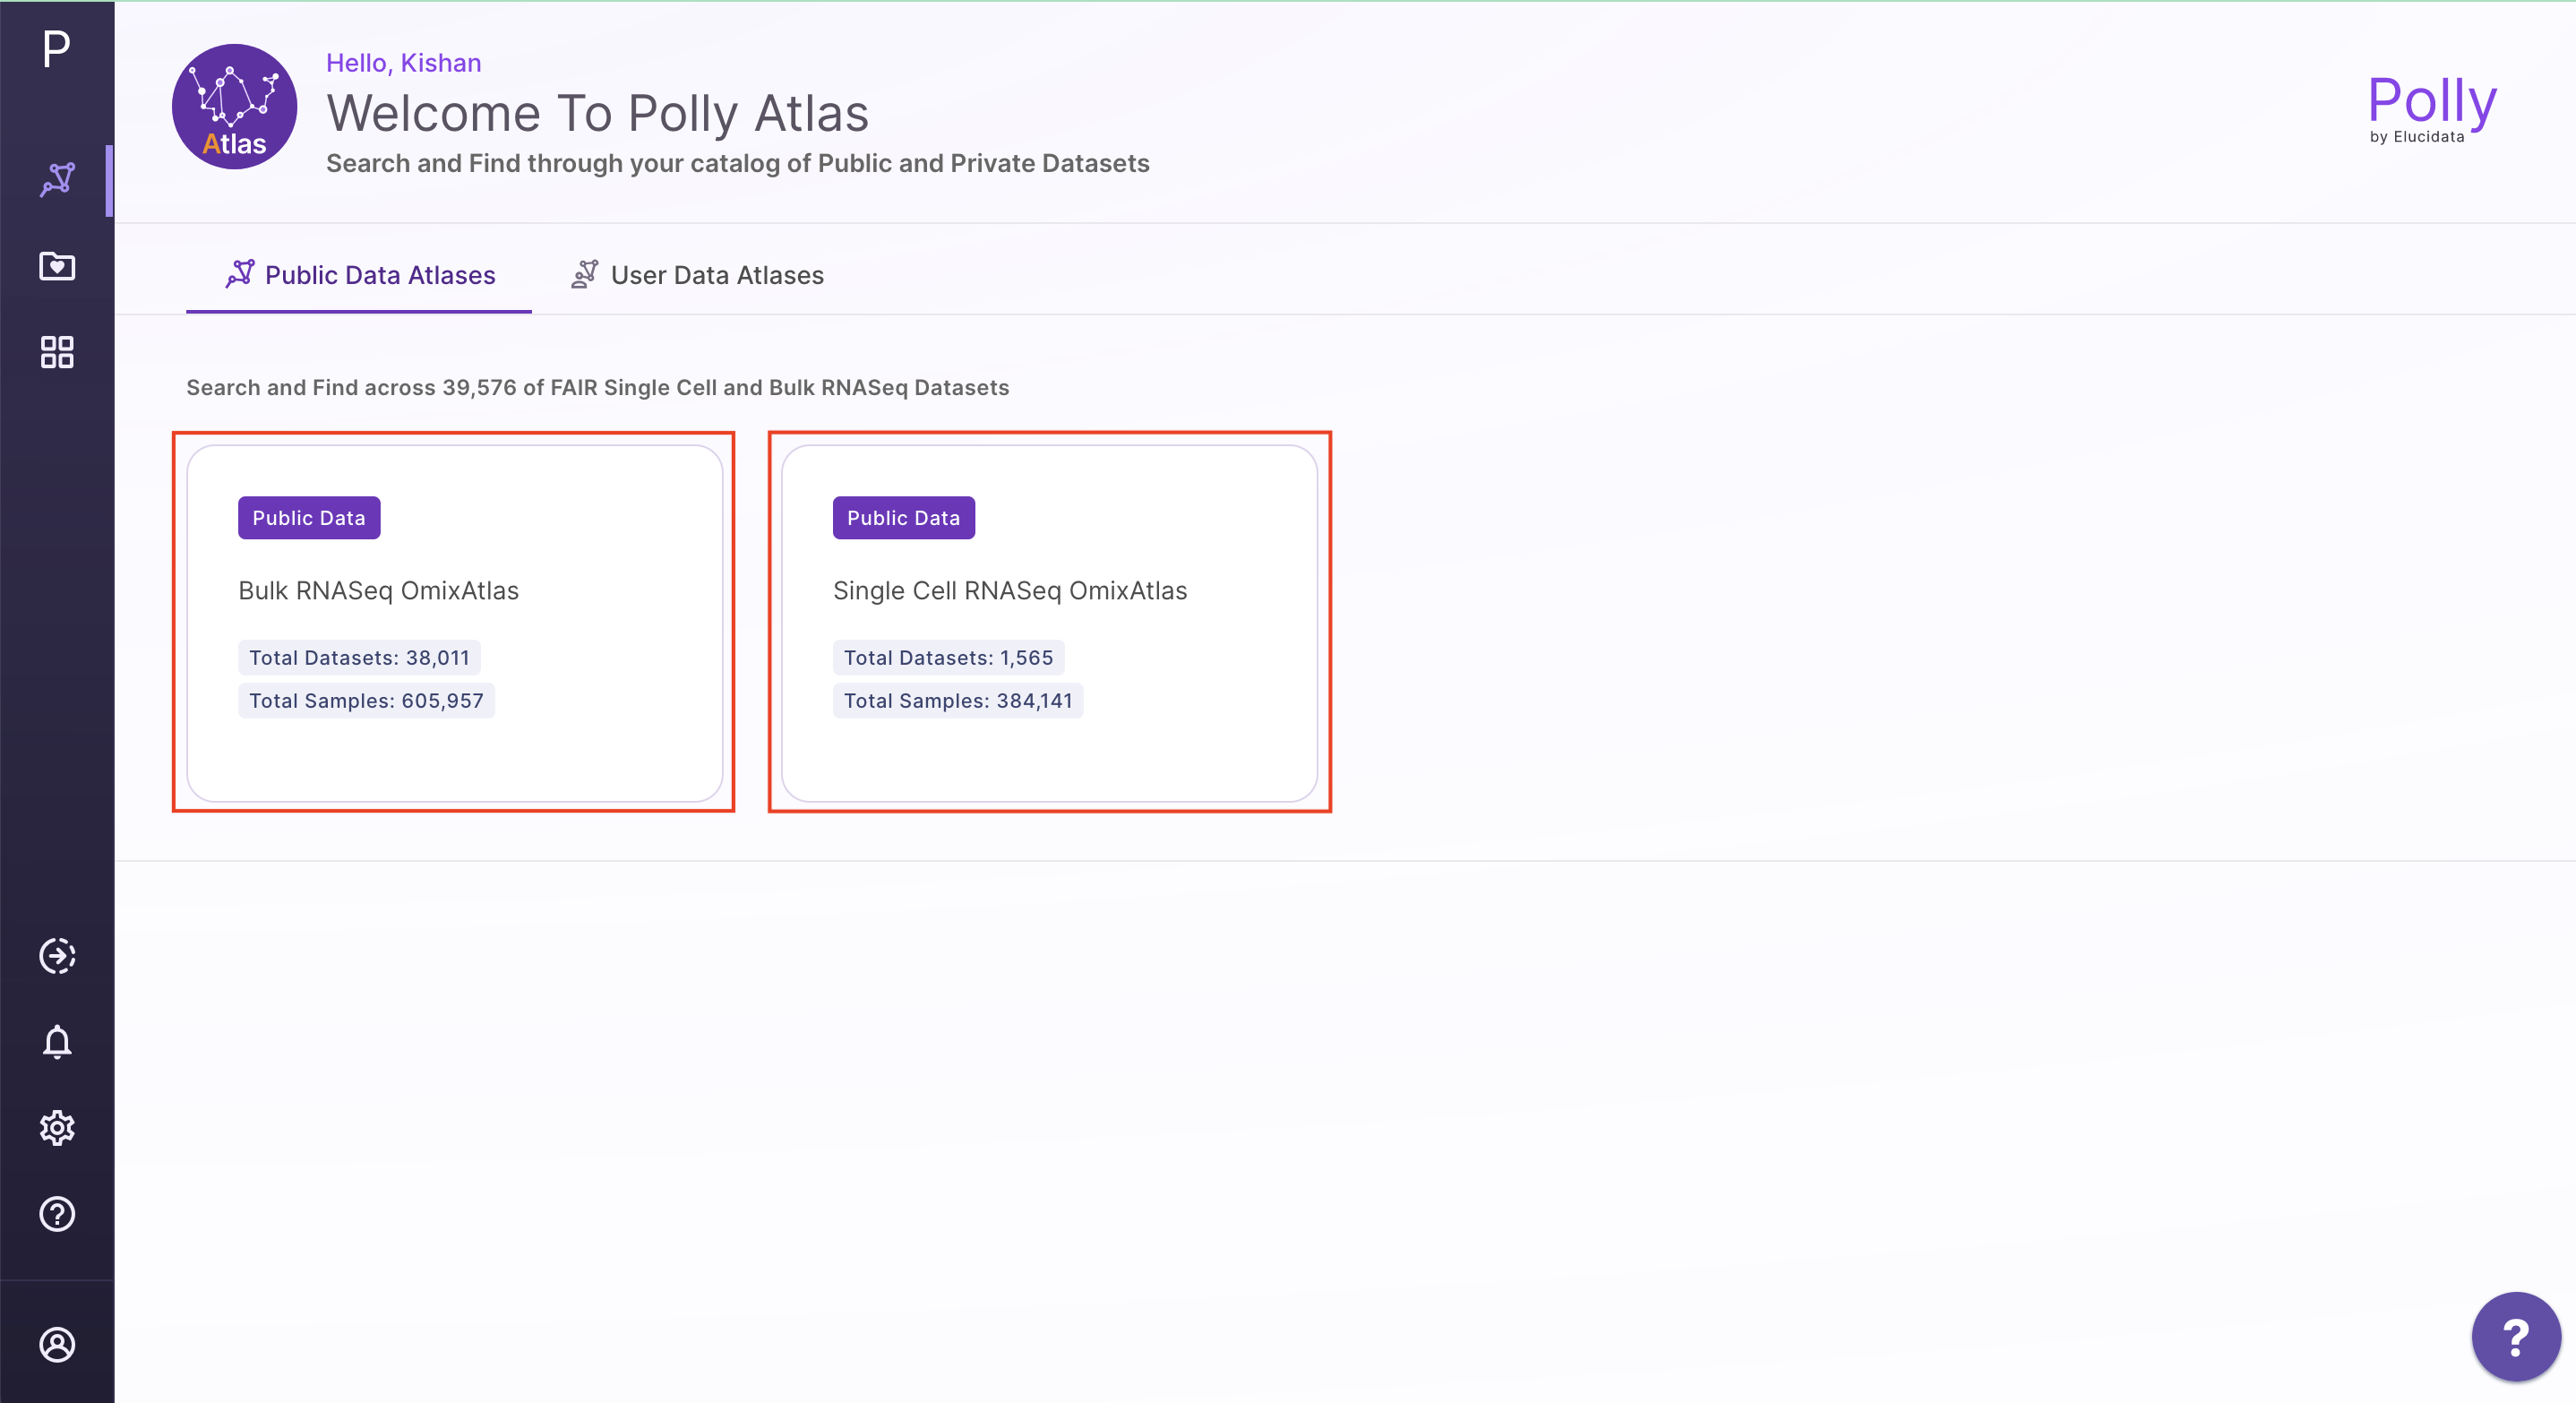 P
Atlas
Hello, Kishan
Welcome To Polly Atlas
Search and Find through your catalog of Public and Private Datasets
Polly
by Elucidata
Public Data Atlases
User Data Atlases
Search and Find across 39,576 of FAIR Single Cell and Bulk RNASeq Datasets
Public Data
Bulk RNASeq OmixAtlas
Total Datasets: 38,011
Total Samples: 605,957
Public Data
Single Cell RNASeq OmixAtlas
Total Datasets: 1,565
Total Samples: 384,141
?
?